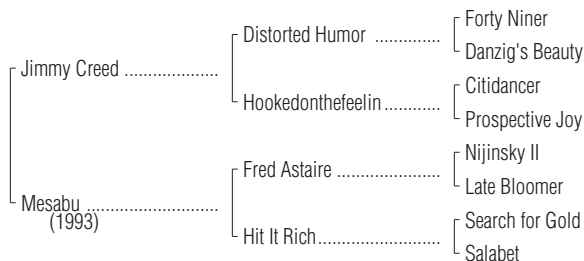 Forty Niner
Distorted Humor ..............
Danzig's Beauty
Jimmy Creed ....................
Citidancer
Hookedonthefeelin ............
Prospective Joy
Nijinsky II
Fred Astaire ......................
Late Bloomer
Mesabu ............................
(1993)
Search for Gold
Hit It Rich ..........................
Salabet